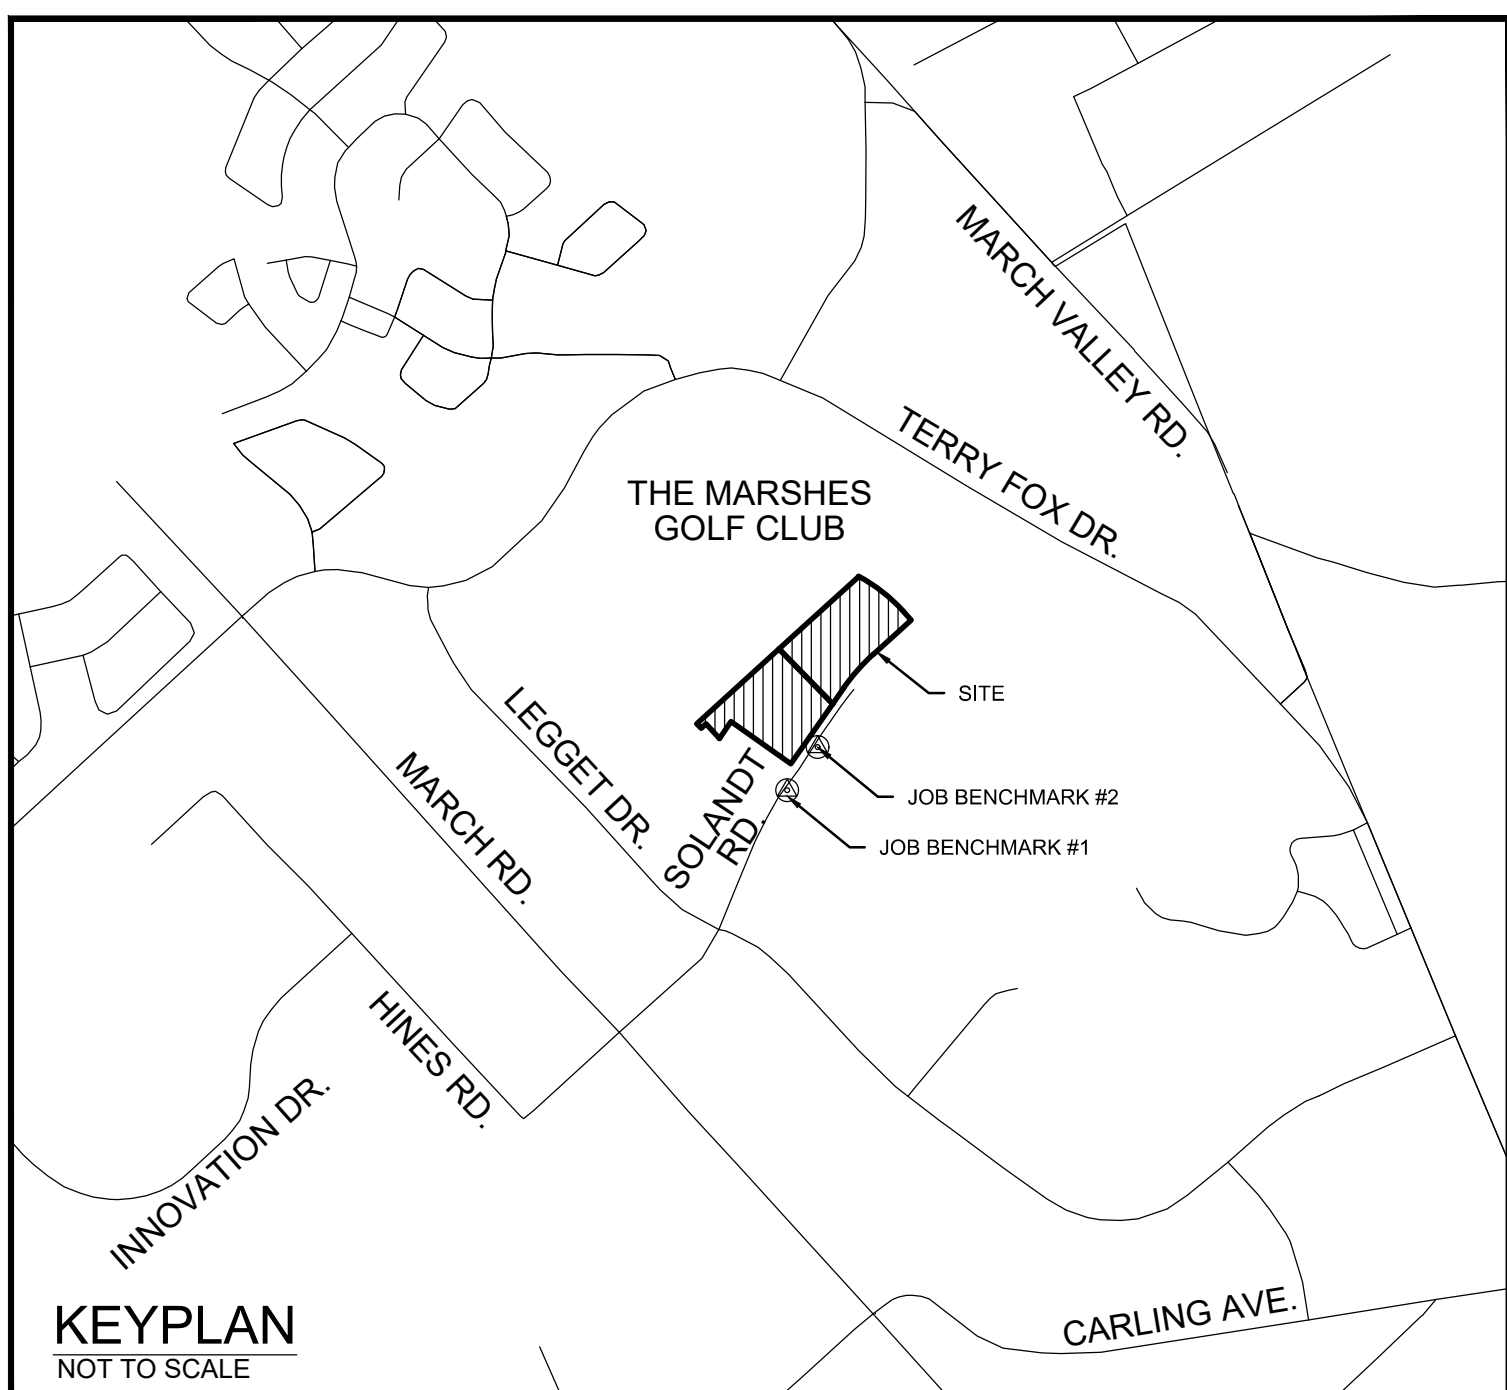 MARCH VALLEY RD.
TERRY FOX DR.
THE MARSHES
GOLF CLUB
SITE
LEGGET DR.
MARCH RD.
SOLANDT
RD.
JOB BENCHMARK #2
JOB BENCHMARK #1
HINES RD.
INNOVATION DR.
CARLING AVE.
KEYPLAN
NOT TO SCALE